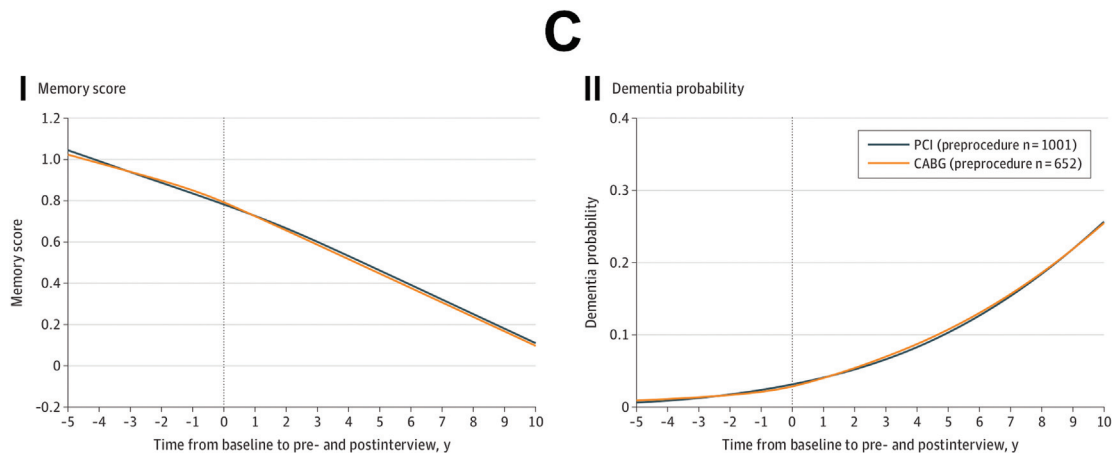 C
I Memory score
1.2
1.0
0.8
0.6
0.4
0.2
0
−0.2
Memory score
-5 -4 -3 -2 -1 0 1 2 3 4 5 6 7 8 9 10
Time from baseline to pre- and postinterview, y
II Dementia probability
0.4
0.3
0.2
0.1
0
Dementia probability
PCI (preprocedure n = 1001)
CABG (preprocedure n = 652)
-5 -4 -3 -2 -1 0 1 2 3 4 5 6 7 8 9 10
Time from baseline to pre- and postinterview, y